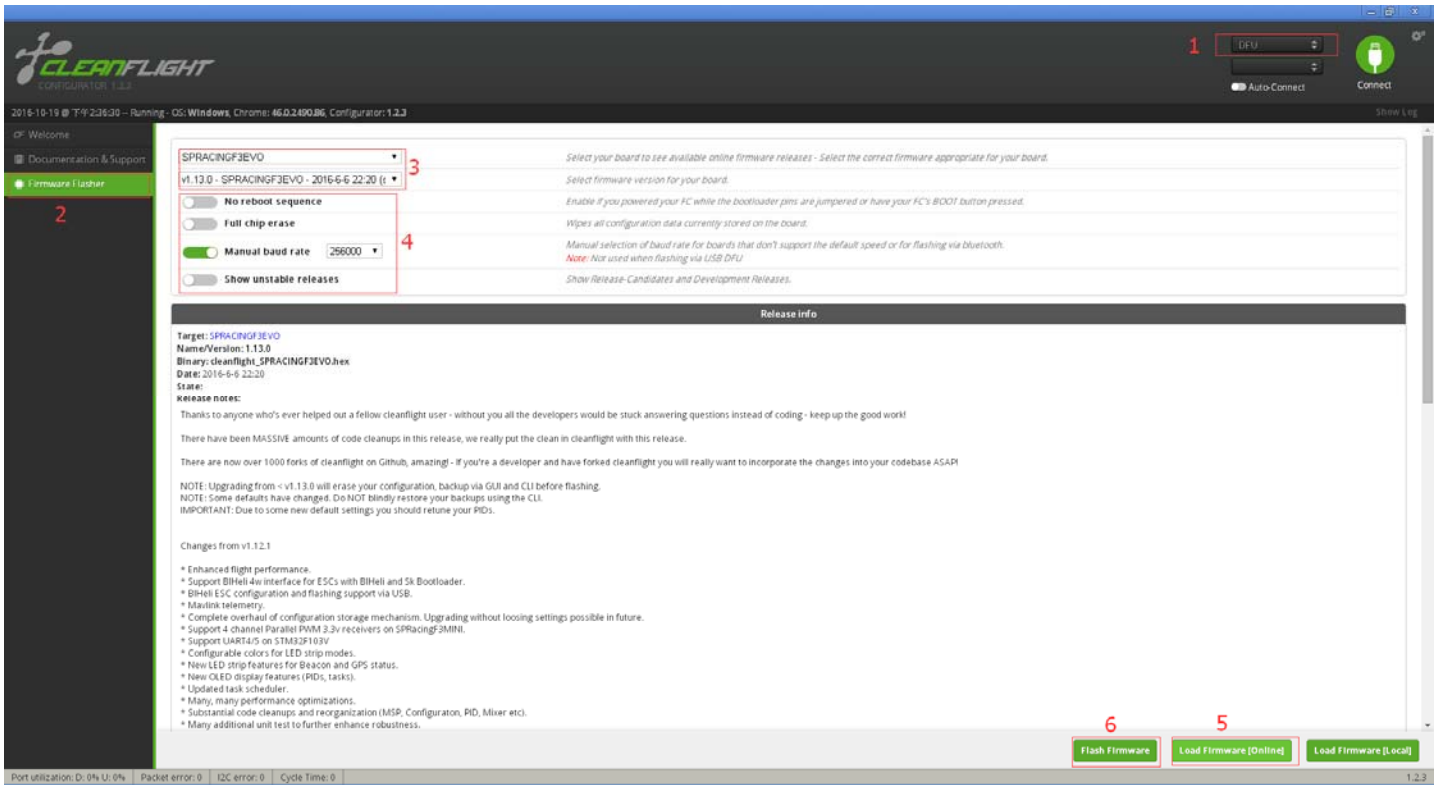 CLEANFLIGHT
CONFIGURATOR 1.2.3
1
DFU
Auto-Connect
Connect
2016-10-19 @ 下午2:36:30 -- Running - OS: Windows, Chrome: 46.0.2490.86, Configurator: 1.2.3
Show Log
Welcome
Documentation & Support
Firmware Flasher
2
SPRACINGF3EVO
3
Select your board to see available online firmware releases - Select the correct firmware appropriate for your board.
v1.13.0 - SPRACINGF3EVO - 2016-6-6 22:20 (s
Select firmware version for your board.
No reboot sequence
Enable if you powered your FC while the bootloader pins are jumpered or have your FC's BOOT button pressed.
Full chip erase
Wipes all configuration data currently stored on the board.
4
Manual baud rate 256000
Manual selection of baud rate for boards that don't support the default speed or for flashing via bluetooth.
Note: Not used when flashing via USB DFU
Show unstable releases
Show Release-Candidates and Development Releases.
Release info
Target: SPRACINGF3EVO
Name/Version: 1.13.0
Binary: cleanflight_SPRACINGF3EVO.hex
Date: 2016-6-6 22:20
State:
Release notes:
Thanks to anyone who's ever helped out a fellow cleanflight user - without you all the developers would be stuck answering questions instead of coding - keep up the good work!
There have been MASSIVE amounts of code cleanups in this release, we really put the clean in cleanflight with this release.
There are now over 1000 forks of cleanflight on Github, amazing! - If you're a developer and have forked cleanflight you will really want to incorporate the changes into your codebase ASAP!
NOTE: Upgrading from < v1.13.0 will erase your configuration, backup via GUI and CLI before flashing.
NOTE: Some defaults have changed. Do NOT blindly restore your backups using the CLI.
IMPORTANT: Due to some new default settings you should retune your PIDs.
Changes from v1.12.1
* Enhanced flight performance.
* Support BlHeli 4w interface for ESCs with BlHeli and Sk Bootloader.
* BlHeli ESC configuration and flashing support via USB.
* Mavlink telemetry.
* Complete overhaul of configuration storage mechanism. Upgrading without loosing settings possible in future.
* Support 4 channel Parallel PWM 3.3v receivers on SPRacingF3MINI.
* Support UART4/5 on STM32F103V
* Configurable colors for LED strip modes.
* New LED strip features for Beacon and GPS status.
* New OLED display features (PIDs, tasks).
* Updated task scheduler.
* Many, many performance optimizations.
* Substantial code cleanups and reorganization (MSP, Configuraton, PID, Mixer etc).
* Many additional unit test to further enhance robustness.
6
5
Flash Firmware
Load Firmware [Online]
Load Firmware [Local]
Port utilization: D: 0% U: 0%
Packet error: 0
I2C error: 0
Cycle Time: 0
1.2.3